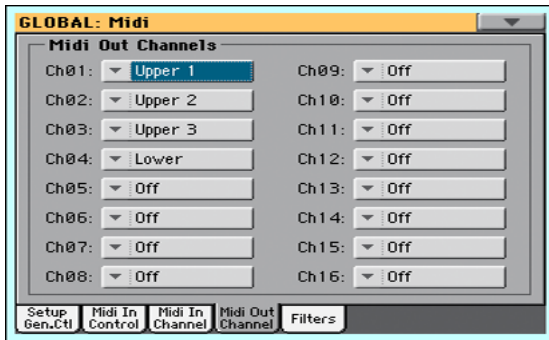 GLOBAL: Midi
Midi Out Channels
Ch01: Upper 1
Ch09: Off
Ch02: Upper 2
Ch10: Off
Ch03: Upper 3
Ch11: Off
Ch04: Lower
Ch12: Off
Ch05: Off
Ch13: Off
Ch06: Off
Ch14: Off
Ch07: Off
Ch15: Off
Ch08: Off
Ch16: Off
Setup Gen.Ctl
Midi In Control
Midi In Channel
Midi Out Channel
Filters